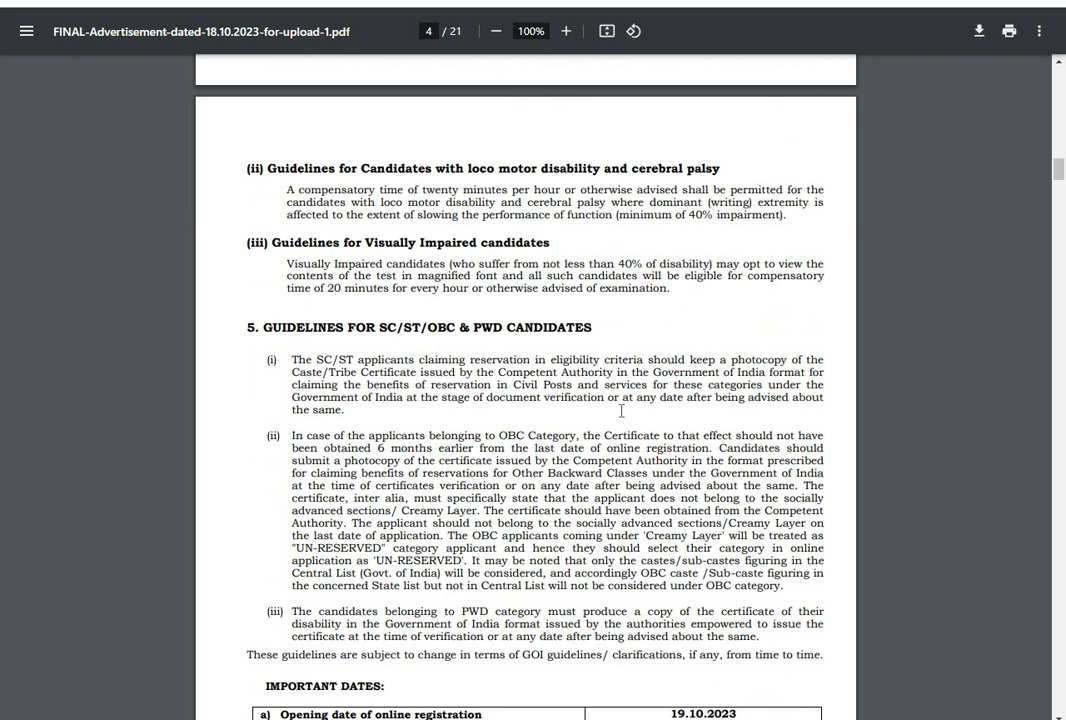 FINAL-Advertisement-dated-18.10.2023-for-upload-1.pdf
4 / 21
100%
(ii) Guidelines for Candidates with loco motor disability and cerebral palsy
A compensatory time of twenty minutes per hour or otherwise advised shall be permitted for the
candidates with loco motor disability and cerebral palsy where dominant (writing) extremity is
affected to the extent of slowing the performance of function (minimum of 40% impairment).
(iii) Guidelines for Visually Impaired candidates
Visually Impaired candidates (who suffer from not less than 40% of disability) may opt to view the
contents of the test in magnified font and all such candidates will be eligible for compensatory
time of 20 minutes for every hour or otherwise advised of examination.
5. GUIDELINES FOR SC/ST/OBC & PWD CANDIDATES
(i) The SC/ST applicants claiming reservation in eligibility criteria should keep a photocopy of the
Caste/Tribe Certificate issued by the Competent Authority in the Government of India format for
claiming the benefits of reservation in Civil Posts and services for these categories under the
Government of India at the stage of document verification or at any date after being advised about
the same.
(ii) In case of the applicants belonging to OBC Category, the Certificate to that effect should not have
been obtained 6 months earlier from the last date of online registration. Candidates should
submit a photocopy of the certificate issued by the Competent Authority in the format prescribed
for claiming benefits of reservations for Other Backward Classes under the Government of India
at the time of certificates verification or on any date after being advised about the same. The
certificate, inter alia, must specifically state that the applicant does not belong to the socially
advanced sections/ Creamy Layer. The certificate should have been obtained from the Competent
Authority. The applicant should not belong to the socially advanced sections/Creamy Layer on
the last date of application. The OBC applicants coming under 'Creamy Layer' will be treated as
"UN-RESERVED" category applicant and hence they should select their category in online
application as 'UN-RESERVED'. It may be noted that only the castes/sub-castes figuring in the
Central List (Govt. of India) will be considered, and accordingly OBC caste /Sub-caste figuring in
the concerned State list but not in Central List will not be considered under OBC category.
(iii) The candidates belonging to PWD category must produce a copy of the certificate of their
disability in the Government of India format issued by the authorities empowered to issue the
certificate at the time of verification or at any date after being advised about the same.
These guidelines are subject to change in terms of GOI guidelines/ clarifications, if any, from time to time.
IMPORTANT DATES:
a) Opening date of online registration 19.10.2023